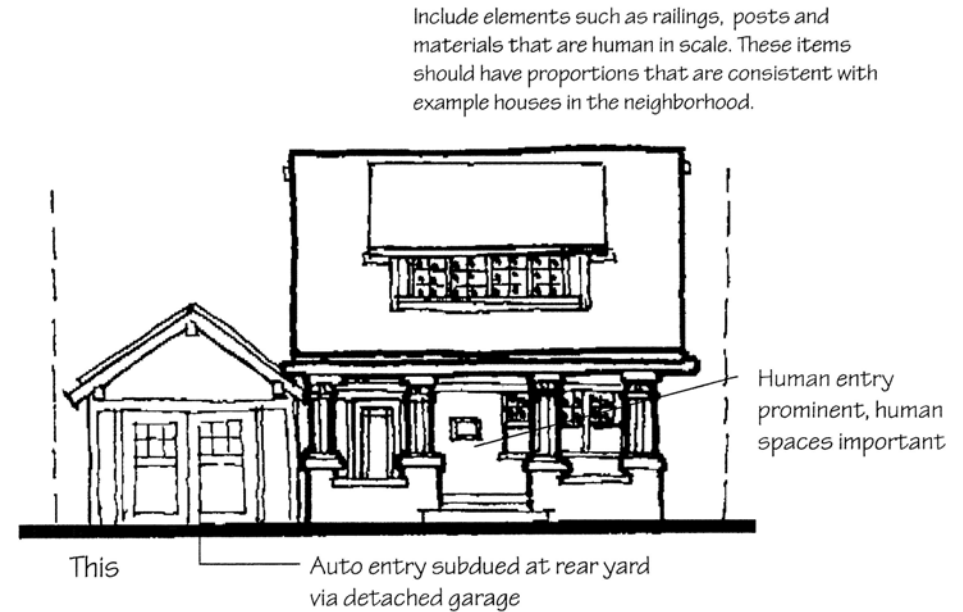 Include elements such as railings, posts and
materials that are human in scale. These items
should have proportions that are consistent with
example houses in the neighborhood.
Human entry
prominent, human
spaces important
This
Auto entry subdued at rear yard
via detached garage